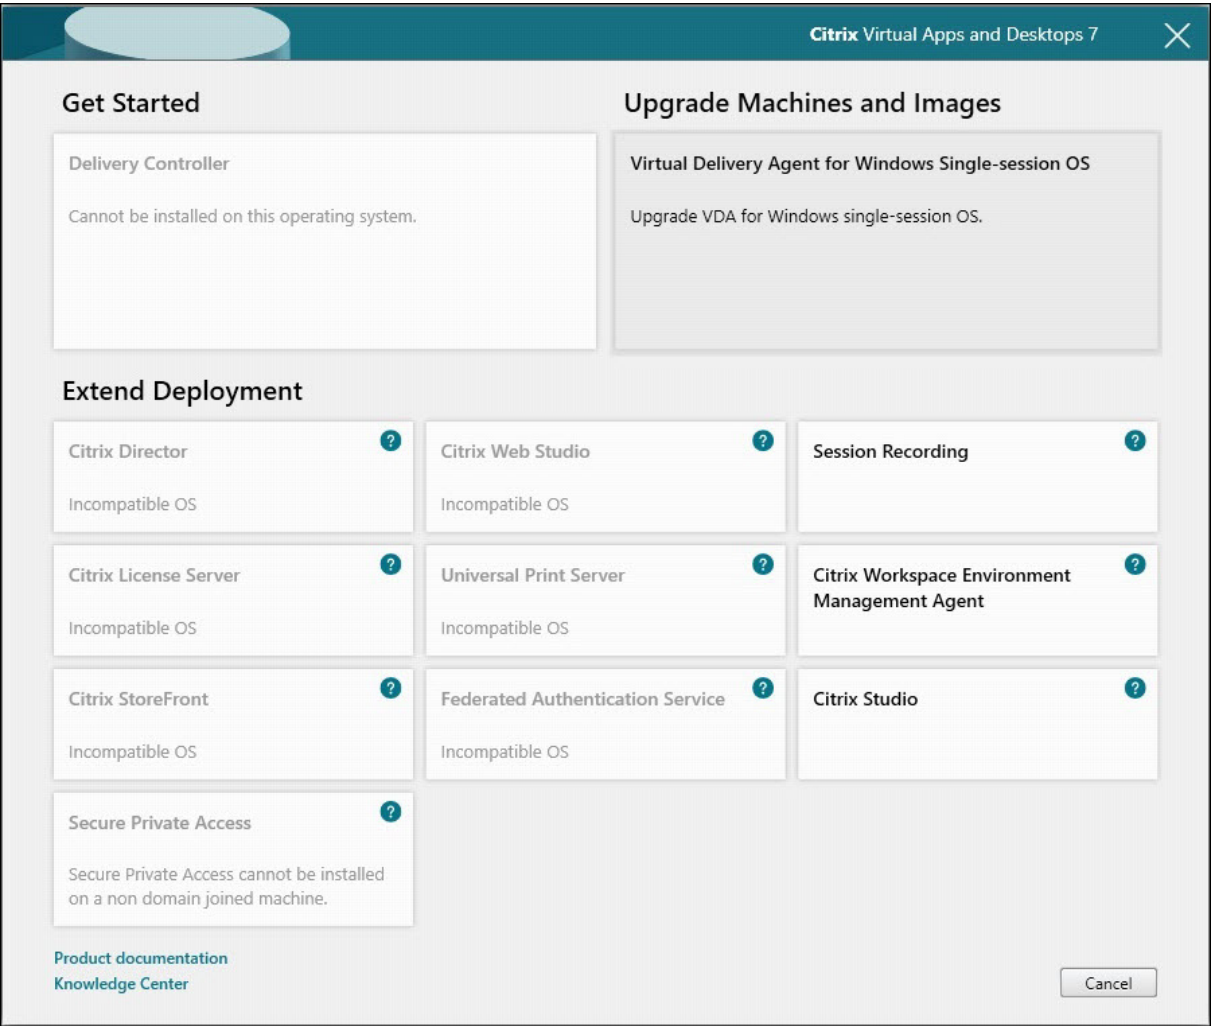 Citrix Virtual Apps and Desktops 7
Get Started
Delivery Controller
Cannot be installed on this operating system.
Upgrade Machines and Images
Virtual Delivery Agent for Windows Single-session OS
Upgrade VDA for Windows single-session OS.
Extend Deployment
Citrix Director
?
Incompatible OS
Citrix Web Studio
?
Incompatible OS
Session Recording
?
Citrix License Server
?
Incompatible OS
Universal Print Server
?
Incompatible OS
Citrix Workspace Environment
Management Agent
?
Citrix StoreFront
?
Incompatible OS
Federated Authentication Service
?
Incompatible OS
Citrix Studio
?
Secure Private Access
?
Secure Private Access cannot be installed
on a non domain joined machine.
Product documentation
Knowledge Center
Cancel